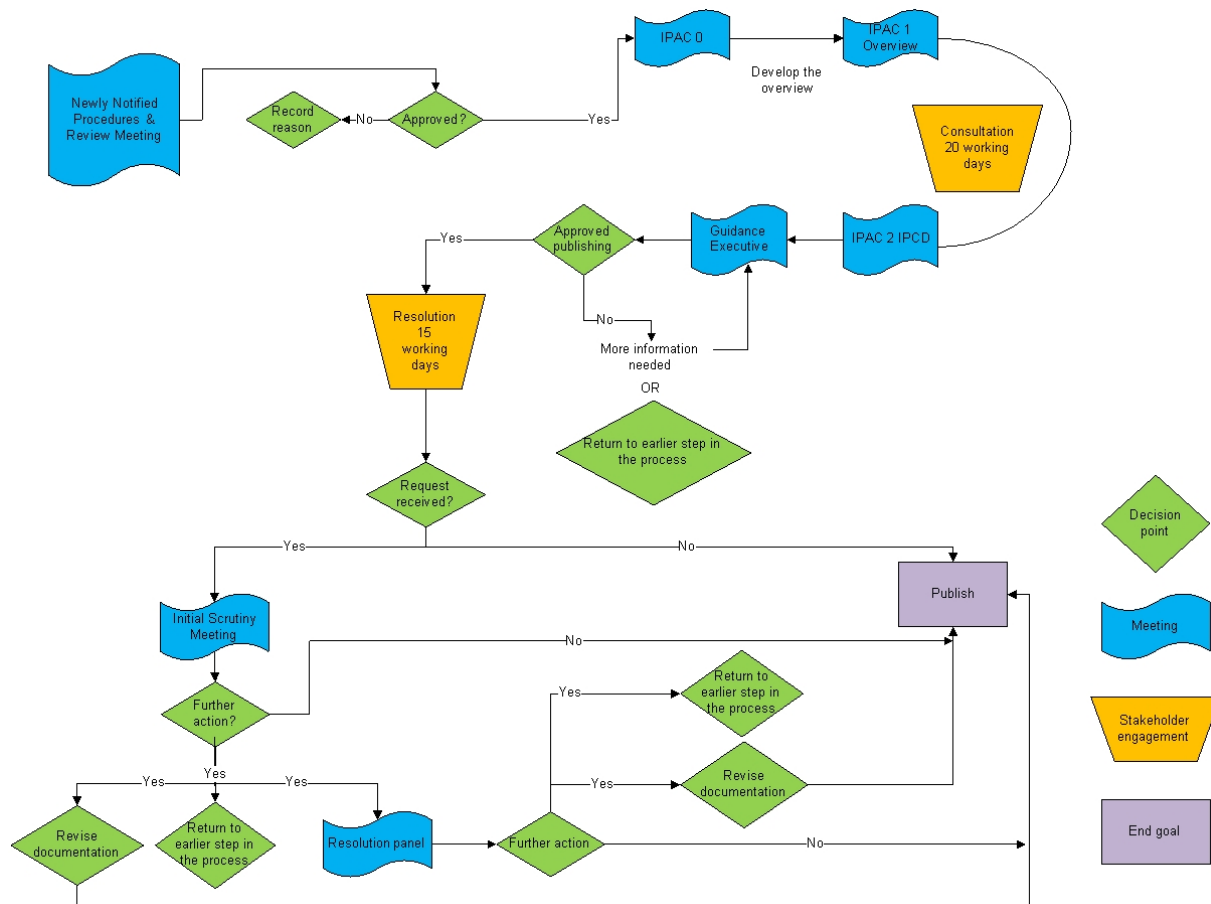 Newly Notified
Procedures &
Review Meeting
Record
reason
No
Approved?
Yes
IPAC 0
Develop the
overview
IPAC 1
Overview
Consultation
20 working
days
IPAC 2 IPCD
Guidance
Executive
Approved
publishing
Yes
No
More information
needed
OR
Return to earlier step in
the process
Resolution
15
working
days
Request
received?
Yes
No
Publish
Initial Scrutiny
Meeting
Further
action?
No
Yes
Yes
Yes
Revise
documentation
Return to
earlier step in
the process
Resolution panel
Further action
Yes
Return to
earlier step in
the process
Yes
Revise
documentation
No
Decision
point
Meeting
Stakeholder
engagement
End goal